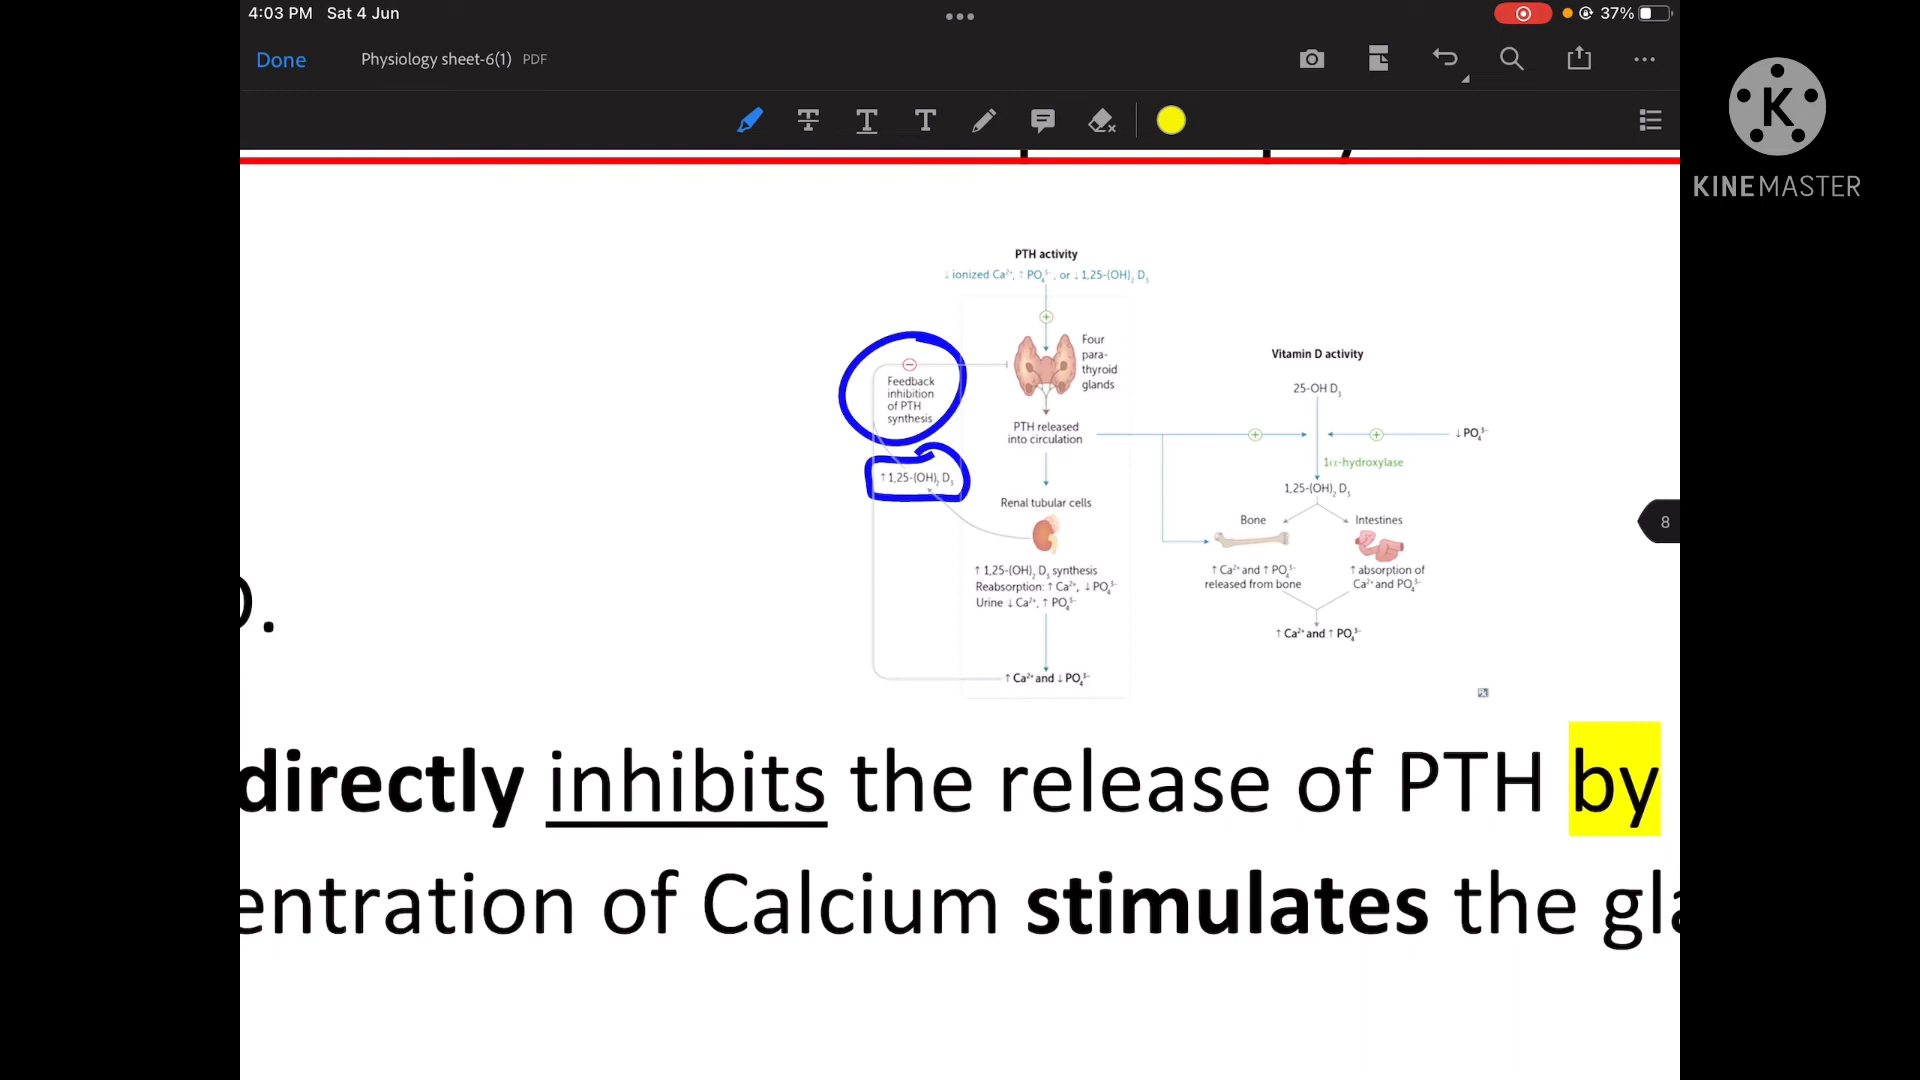 4:03 PM Sat 4 Jun
37%
Done
Physiology sheet-6(1) PDF
K
KINEMASTER
PTH activity
↓ ionized Ca²⁺, ↑ PO₄³⁻, or ↓ 1,25-(OH)₂ D₃
Four
para-
thyroid
glands
Feedback
inhibition
of PTH
synthesis
PTH released
into circulation
↑ 1,25-(OH)₂ D₃
Renal tubular cells
↑ 1,25-(OH)₂ D₃ synthesis
Reabsorption: ↑ Ca²⁺, ↓ PO₄³⁻
Urine ↓ Ca²⁺, ↑ PO₄³⁻
↑ Ca²⁺ and ↓ PO₄³⁻
Vitamin D activity
25-OH D₃
↓ PO₄³⁻
1α-hydroxylase
1,25-(OH)₂ D₃
Bone
Intestines
↑ Ca²⁺ and ↑ PO₄³⁻
released from bone
↑ absorption of
Ca²⁺ and PO₄³⁻
↑ Ca²⁺ and ↑ PO₄³⁻
8
directly inhibits the release of PTH by
entration of Calcium stimulates the gla